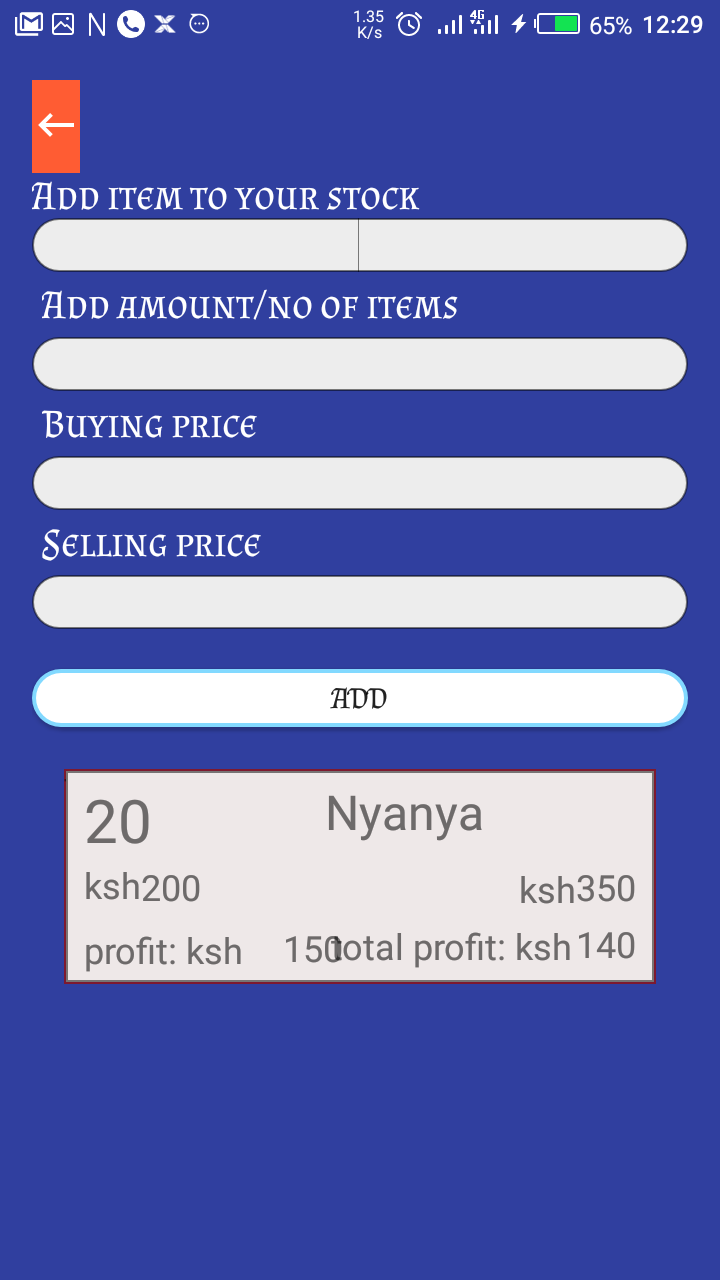 1.35 K/s 4G 65% 12:29
Add item to your stock
Add amount/no of items
Buying price
Selling price
ADD
20 Nyanya
ksh200 ksh350
profit: ksh 150 total profit: ksh 140